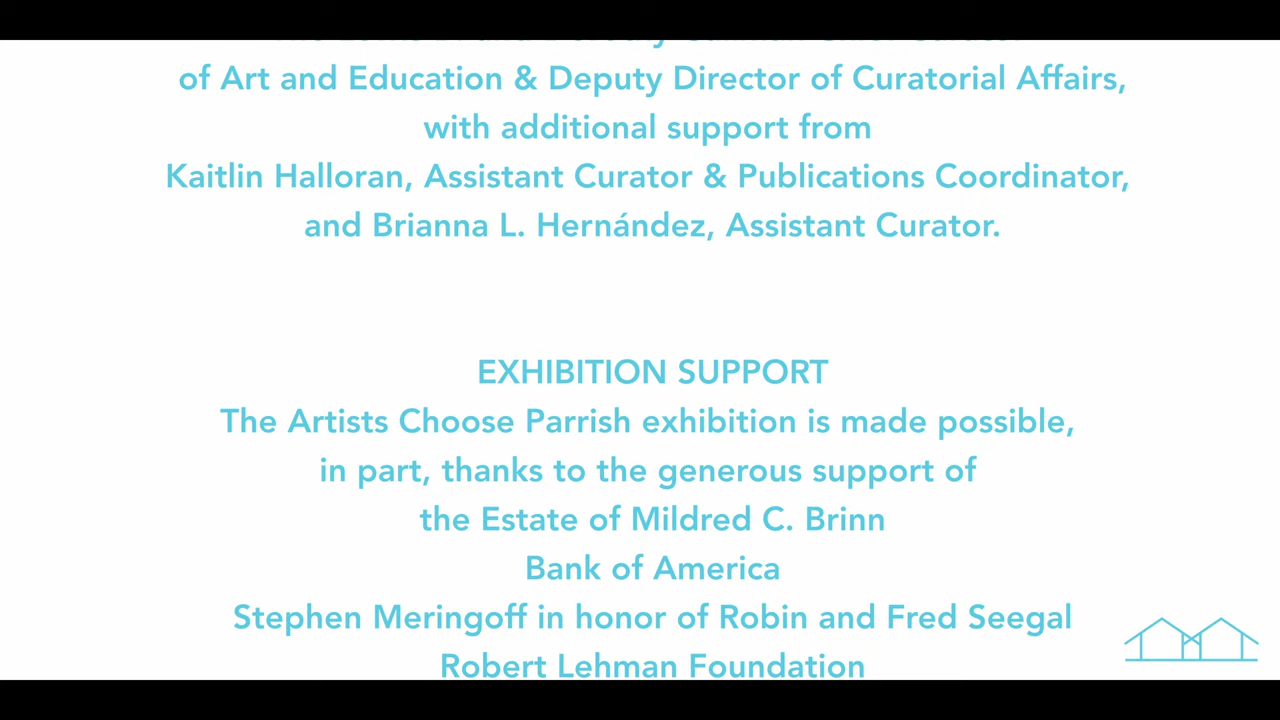 of Art and Education & Deputy Director of Curatorial Affairs,
with additional support from
Kaitlin Halloran, Assistant Curator & Publications Coordinator,
and Brianna L. Hernández, Assistant Curator.
EXHIBITION SUPPORT
The Artists Choose Parrish exhibition is made possible,
in part, thanks to the generous support of
the Estate of Mildred C. Brinn
Bank of America
Stephen Meringoff in honor of Robin and Fred Seegal
Robert Lehman Foundation